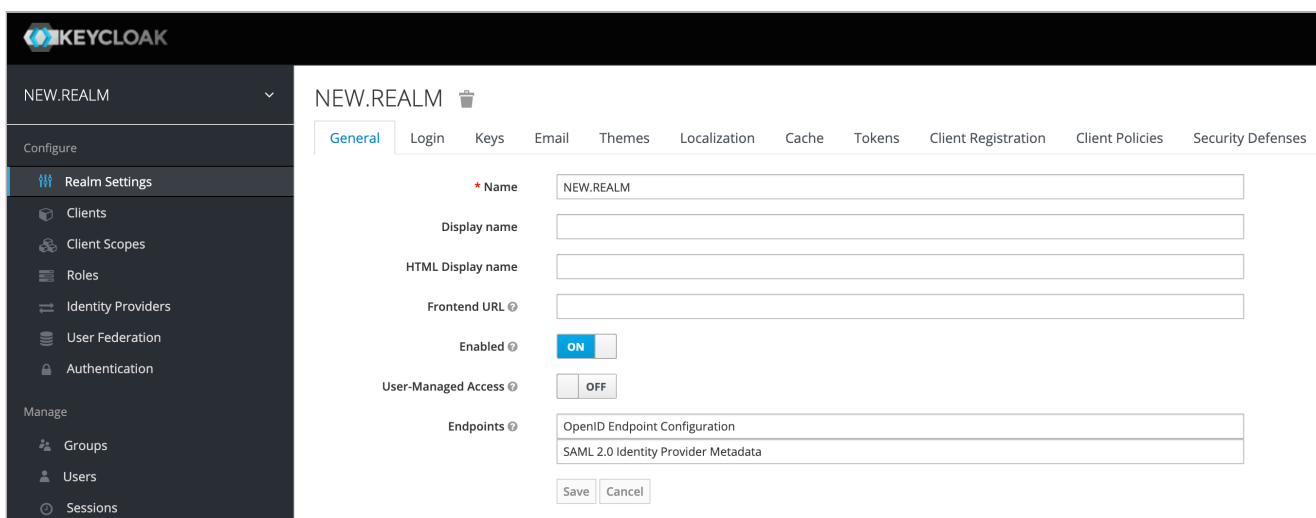 KEYCLOAK
NEW.REALM
Configure
Realm Settings
Clients
Client Scopes
Roles
Identity Providers
User Federation
Authentication
Manage
Groups
Users
Sessions
NEW.REALM
General Login Keys Email Themes Localization Cache Tokens Client Registration Client Policies Security Defenses
* Name NEW.REALM
Display name
HTML Display name
Frontend URL
Enabled ON
User-Managed Access OFF
Endpoints OpenID Endpoint Configuration
SAML 2.0 Identity Provider Metadata
Save Cancel